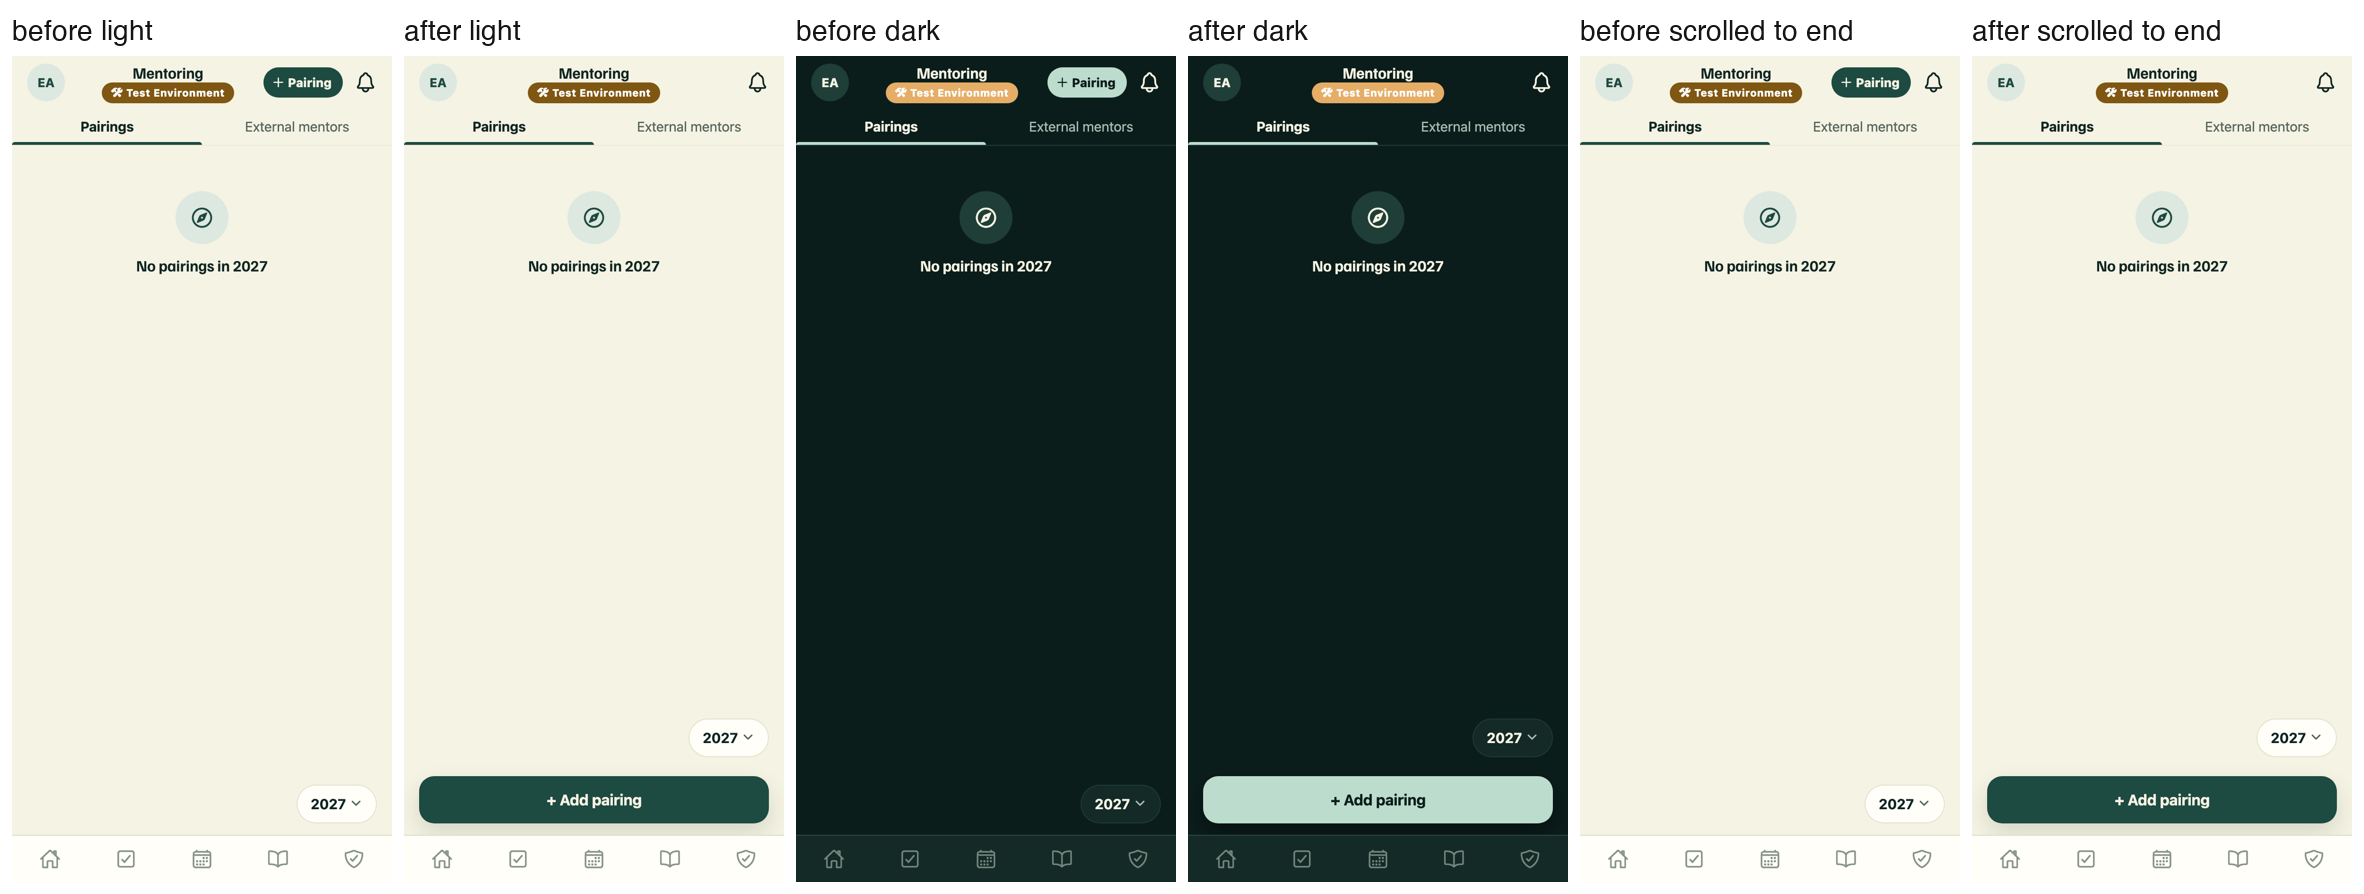 before light
EA
Mentoring
+ Pairing
🛠 Test Environment
Pairings
External mentors
No pairings in 2027
2027
after light
EA
Mentoring
🛠 Test Environment
Pairings
External mentors
No pairings in 2027
2027
+ Add pairing
before dark
EA
Mentoring
+ Pairing
🛠 Test Environment
Pairings
External mentors
No pairings in 2027
2027
after dark
EA
Mentoring
🛠 Test Environment
Pairings
External mentors
No pairings in 2027
2027
+ Add pairing
before scrolled to end
EA
Mentoring
+ Pairing
🛠 Test Environment
Pairings
External mentors
No pairings in 2027
2027
after scrolled to end
EA
Mentoring
🛠 Test Environment
Pairings
External mentors
No pairings in 2027
2027
+ Add pairing